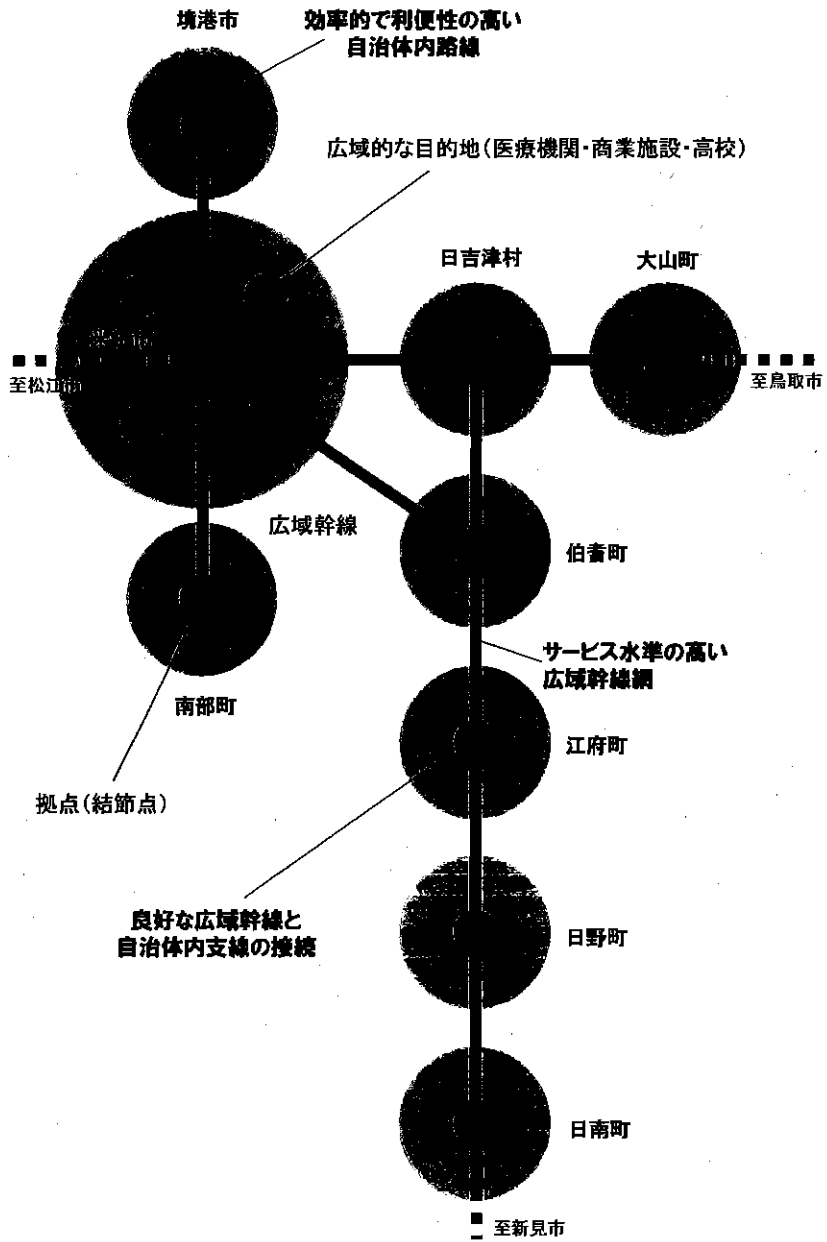 境港市
効率的で利便性の高い
自治体内路線
広域的な目的地(医療機関・商業施設・高校)
日吉津村
大山町
至松江市
至鳥取市
広域幹線
伯耆町
サービス水準の高い
広域幹線網
南部町
江府町
拠点(結節点)
良好な広域幹線と
自治体内支線の接続
日野町
日南町
至新見市